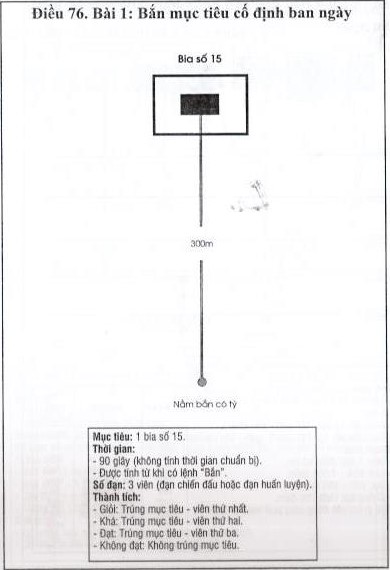 Điều 76. Bài 1: Bắn mục tiêu cố định ban ngày
Bia số 15
300m
Nằm bắn có tỳ
Mục tiêu: 1 bia số 15.
Thời gian:
- 90 giây (không tính thời gian chuẩn bị).
- Được tính từ khi có lệnh "Bắn".
Số đạn: 3 viên (đạn chiến đấu hoặc đạn huấn luyện).
Thành tích:
- Giỏi: Trúng mục tiêu - viên thứ nhất.
- Khá: Trúng mục tiêu - viên thứ hai.
- Đạt: Trúng mục tiêu - viên thứ ba.
- Không đạt: Không trúng mục tiêu.